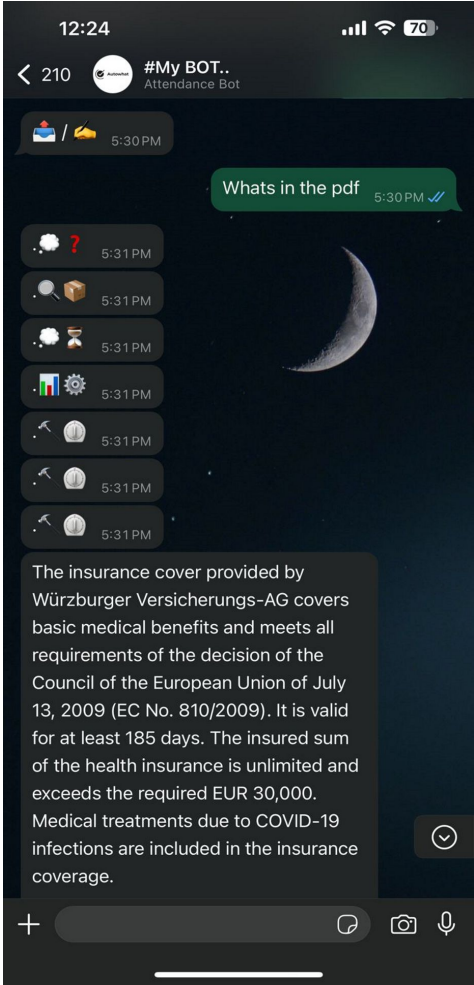 12:24
70
210
Autowhat
#My BOT..
Attendance Bot
📤 / ✍️ 5:30 PM
Whats in the pdf 5:30 PM
.💭❓ 5:31 PM
.🔍📦 5:31 PM
.💭⏳ 5:31 PM
.📊⚙️ 5:31 PM
.⛏ ⏲ 5:31 PM
.⛏ ⏲ 5:31 PM
.⛏ ⏲ 5:31 PM
The insurance cover provided by
Würzburger Versicherungs-AG covers
basic medical benefits and meets all
requirements of the decision of the
Council of the European Union of July
13, 2009 (EC No. 810/2009). It is valid
for at least 185 days. The insured sum
of the health insurance is unlimited and
exceeds the required EUR 30,000.
Medical treatments due to COVID-19
infections are included in the insurance
coverage.